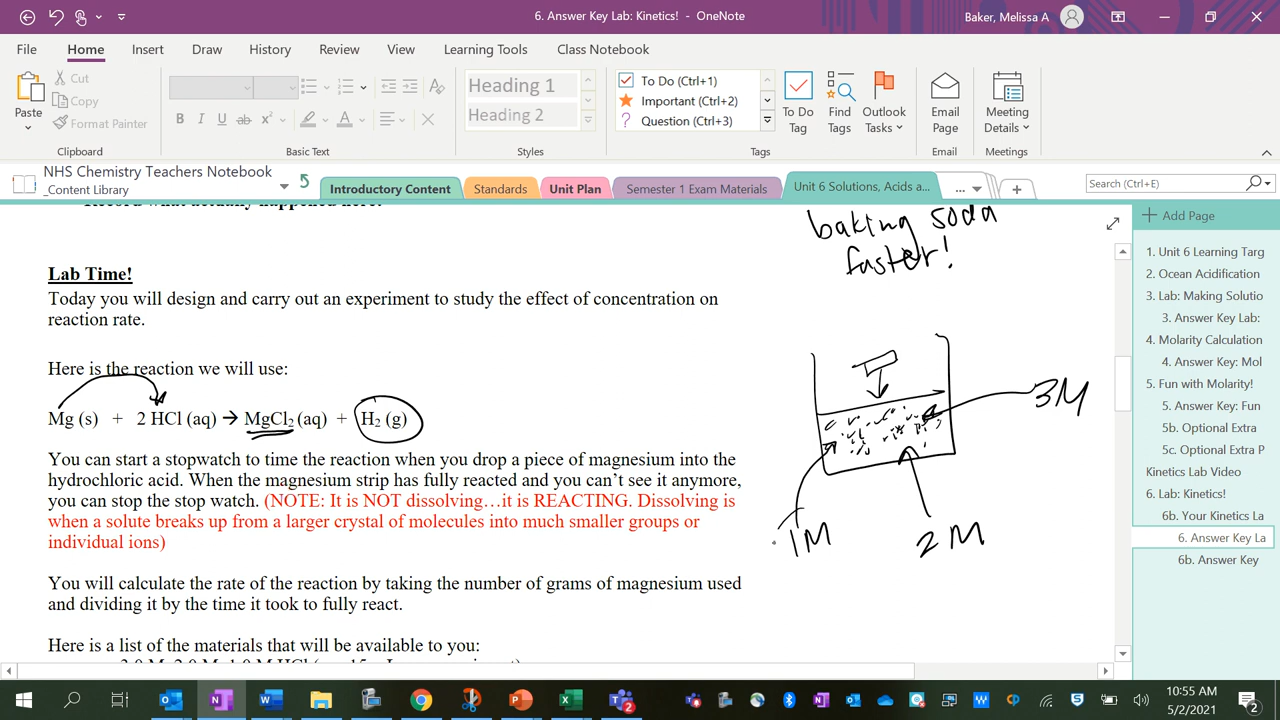 6. Answer Key Lab: Kinetics! - OneNote
Baker, Melissa A
File Home Insert Draw History Review View Learning Tools Class Notebook
Paste
Cut
Copy
Format Painter
Clipboard
Basic Text
Heading 1
Heading 2
Styles
To Do (Ctrl+1)
Important (Ctrl+2)
Question (Ctrl+3)
To Do Tag
Find Tags
Outlook Tasks
Tags
Email Page
Email
Meeting Details
Meetings
NHS Chemistry Teachers Notebook
_Content Library
Introductory Content Standards Unit Plan Semester 1 Exam Materials Unit 6 Solutions, Acids a... ...
Search (Ctrl+E)
Record what actually happened here:
Lab Time!
Today you will design and carry out an experiment to study the effect of concentration on
reaction rate.
Here is the reaction we will use:
Mg (s) + 2 HCl (aq) → MgCl₂ (aq) + H₂ (g)
You can start a stopwatch to time the reaction when you drop a piece of magnesium into the
hydrochloric acid. When the magnesium strip has fully reacted and you can't see it anymore,
you can stop the stop watch. (NOTE: It is NOT dissolving…it is REACTING. Dissolving is
when a solute breaks up from a larger crystal of molecules into much smaller groups or
individual ions)
You will calculate the rate of the reaction by taking the number of grams of magnesium used
and dividing it by the time it took to fully react.
Here is a list of the materials that will be available to you:
baking soda
faster!
3M
1M
2M
Add Page
1. Unit 6 Learning Targ
2. Ocean Acidification
3. Lab: Making Solutio
3. Answer Key Lab:
4. Molarity Calculation
4. Answer Key: Mol
5. Fun with Molarity!
5. Answer Key: Fun
5b. Optional Extra
5c. Optional Extra P
Kinetics Lab Video
6. Lab: Kinetics!
6b. Your Kinetics La
6. Answer Key La
6b. Answer Key
10:55 AM
5/2/2021